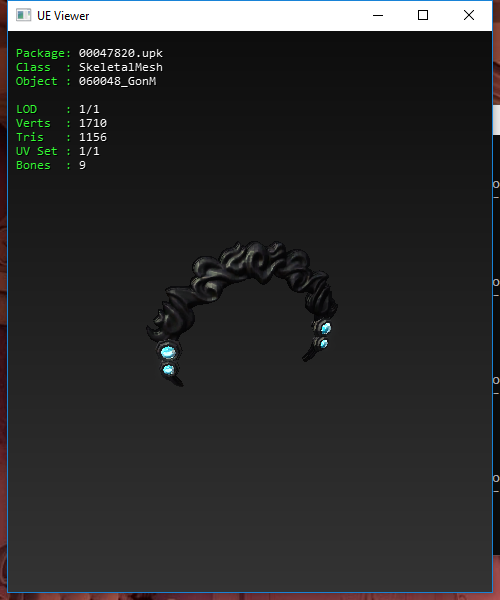 UE Viewer
Package: 00047820.upk
Class : SkeletalMesh
Object : 060048_GonM
LOD : 1/1
Verts : 1710
Tris : 1156
UV Set : 1/1
Bones : 9